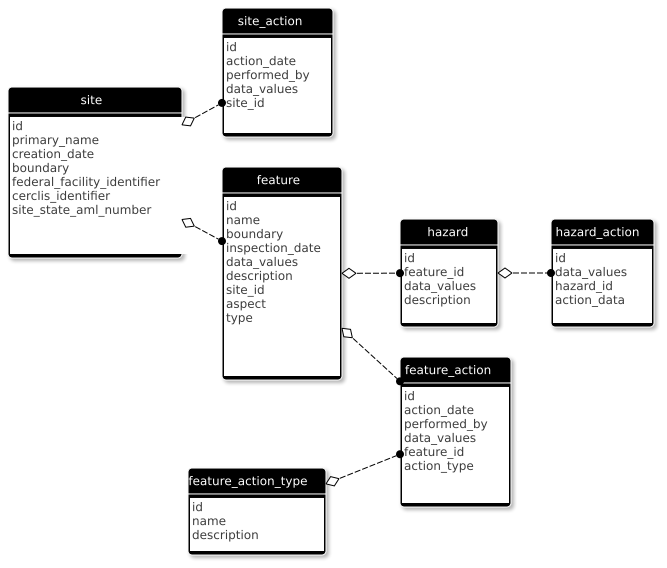 site_action
id
action_date
performed_by
data_values
site_id
site
id
primary_name
creation_date
boundary
federal_facility_identifier
cerclis_identifier
site_state_aml_number
feature
id
name
boundary
inspection_date
data_values
description
site_id
aspect
type
hazard
id
feature_id
data_values
description
hazard_action
id
data_values
hazard_id
action_data
feature_action
id
action_date
performed_by
data_values
feature_id
action_type
feature_action_type
id
name
description